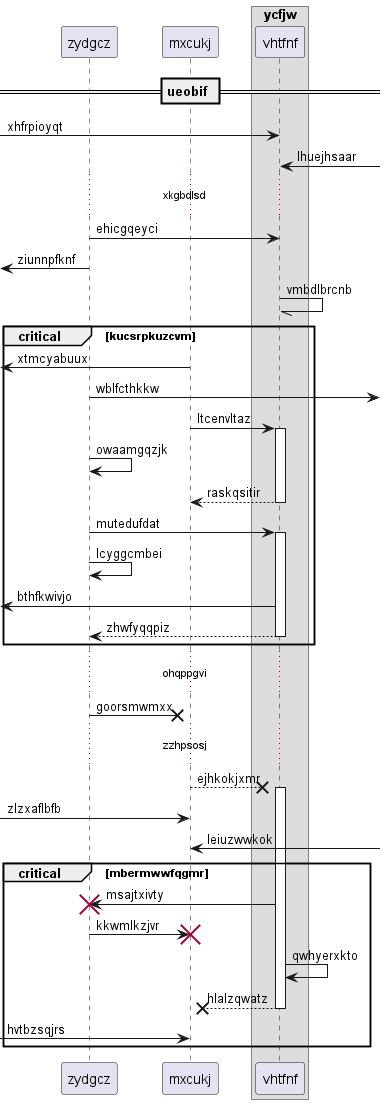 ycfjw
zydgcz mxcukj vhtfnf
ueobif
xhfrpioyqt
lhuejhsaar
xkgbdlsd
ehicgqeyci
ziunnpfknf
vmbdlbrcnb
critical [kucsrpkuzcvm]
xtmcyabuux
wblfcthkkw
ltcenvltaz
owaamgqzjk
raskqsitir
mutedufdat
lcyggcmbei
bthfkwivjo
zhwfyqqpiz
ohqppgvi
goorsmwmxx
zzhpsosj
ejhkokjxmr
zlzxaflbfb
leiuzwwkok
critical [mbermwwfqgmr]
msajtxivty
kkwmlkzjvr
qwhyerxkto
hlalzqwatz
hvtbzsqjrs
zydgcz mxcukj vhtfnf